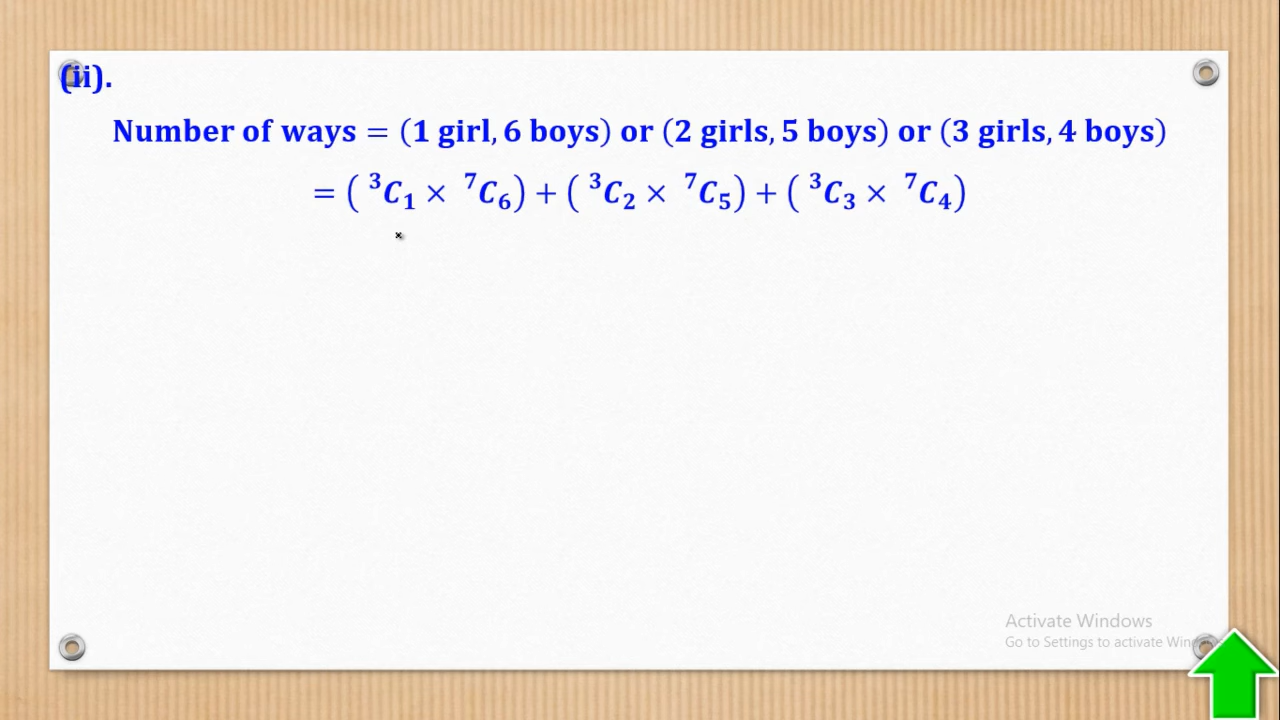 (ii).
Number of ways = (1 girl, 6 boys) or (2 girls, 5 boys) or (3 girls, 4 boys)
= ( ³C₁ × ⁷C₆) + ( ³C₂ × ⁷C₅) + ( ³C₃ × ⁷C₄)
Activate Windows
Go to Settings to activate